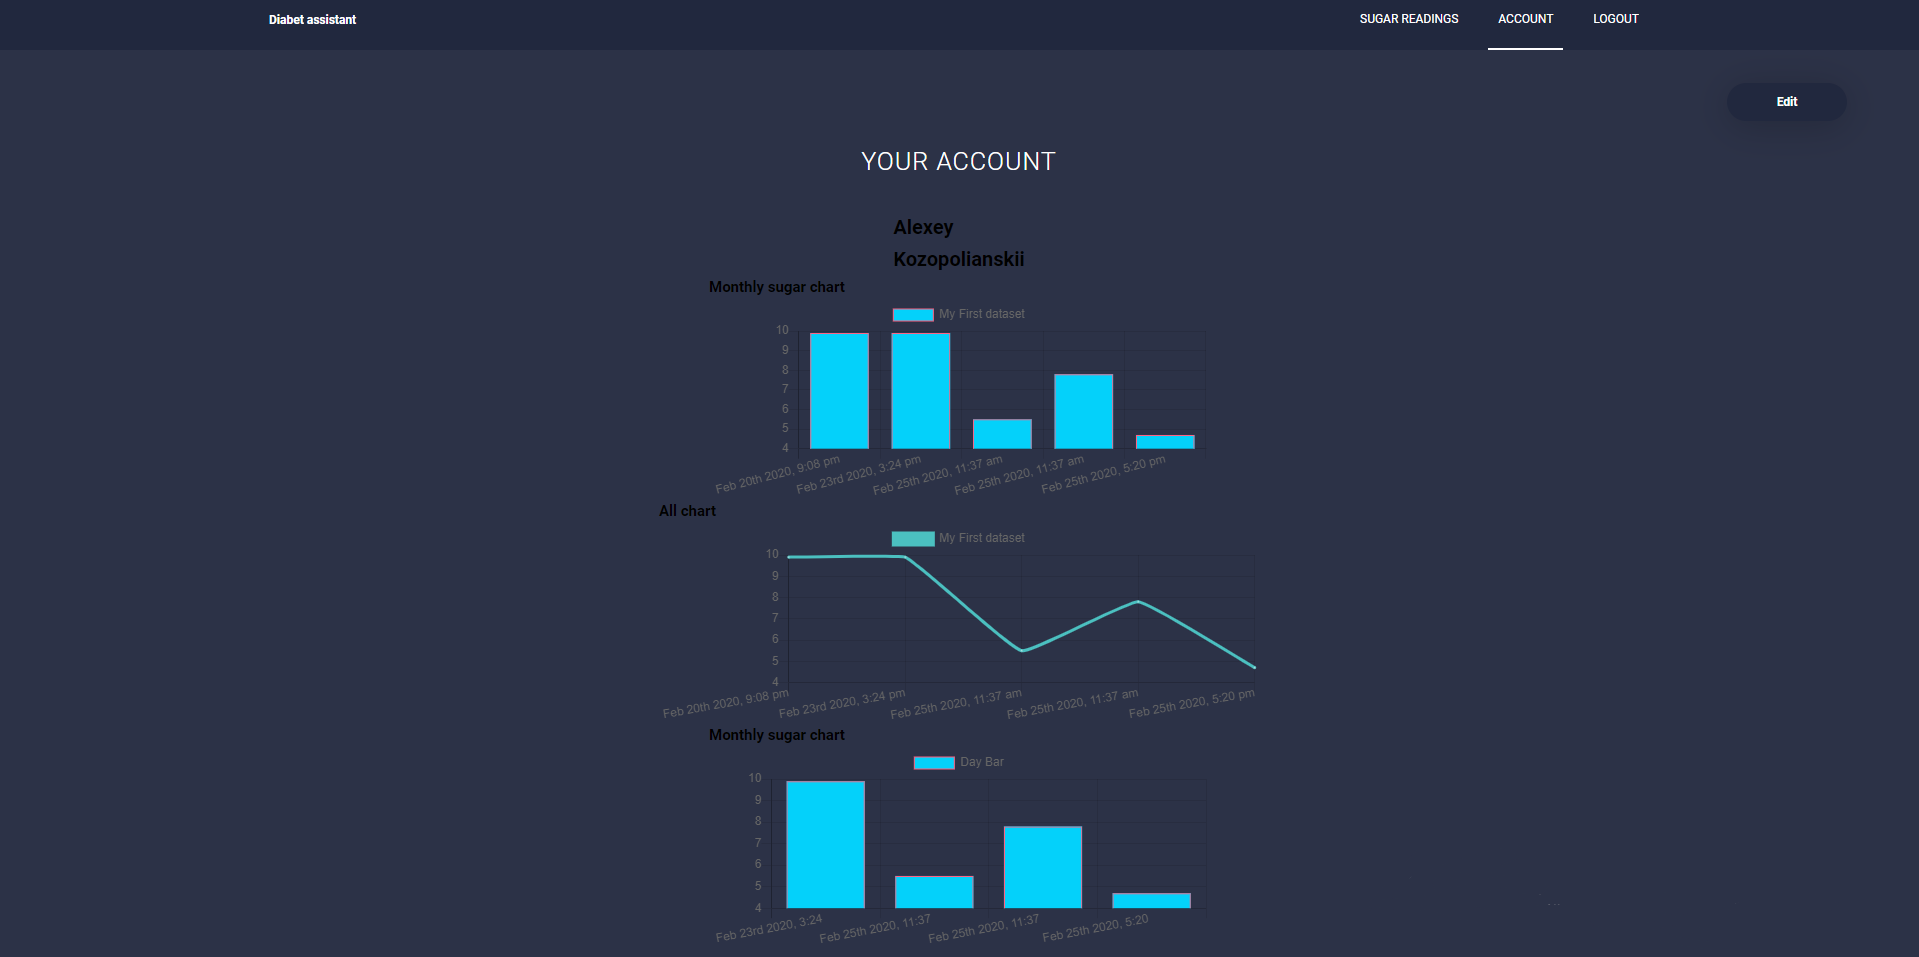 Diabet assistant
SUGAR READINGS ACCOUNT LOGOUT
Edit
YOUR ACCOUNT
Alexey
Kozopolianskii
Monthly sugar chart
My First dataset
10
9
8
7
6
5
4
Feb 20th 2020, 9:08 pm
Feb 23rd 2020, 3:24 pm
Feb 25th 2020, 11:37 am
Feb 25th 2020, 11:37 am
Feb 25th 2020, 5:20 pm
All chart
My First dataset
10
9
8
7
6
5
4
Feb 20th 2020, 9:08 pm
Feb 23rd 2020, 3:24 pm
Feb 25th 2020, 11:37 am
Feb 25th 2020, 11:37 am
Feb 25th 2020, 5:20 pm
Monthly sugar chart
Day Bar
10
9
8
7
6
5
4
Feb 23rd 2020, 3:24
Feb 25th 2020, 11:37
Feb 25th 2020, 11:37
Feb 25th 2020, 5:20